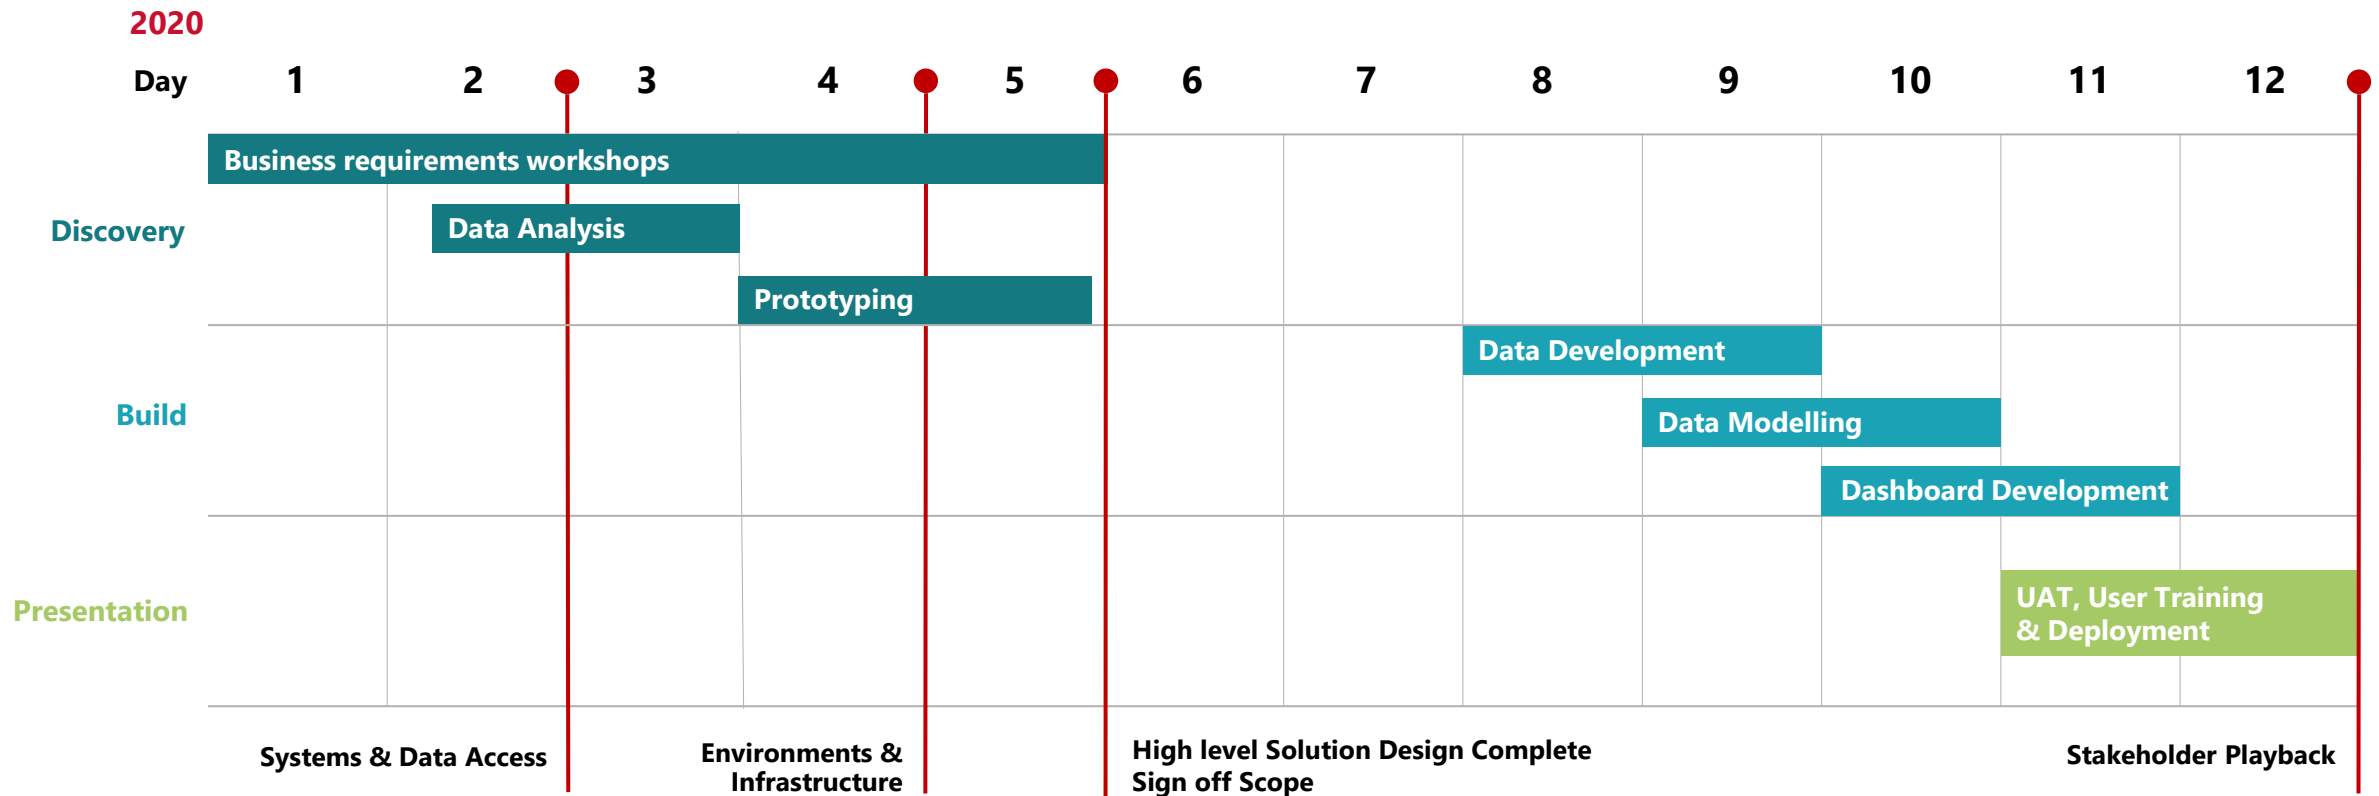 2020
Day 1 2 3 4 5 6 7 8 9 10 11 12
Business requirements workshops
Discovery
Data Analysis
Prototyping
Build
Data Development
Data Modelling
Dashboard Development
Presentation
UAT, User Training
& Deployment
Systems & Data Access
Environments &
Infrastructure
High level Solution Design Complete
Sign off Scope
Stakeholder Playback